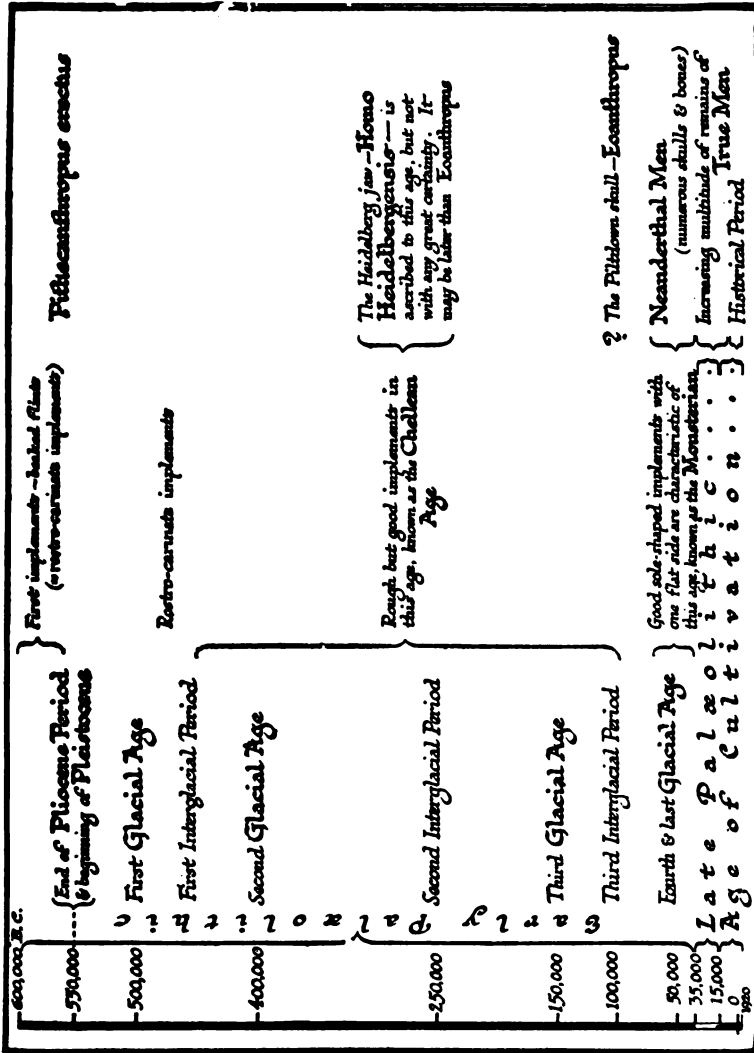 600,000 B.C.
550,000
500,000
400,000
250,000
150,000
100,000
50,000
35,000
15,000
0
1920
Early Palæolithic
End of Pliocene Period
& beginning of Pleistocene
First Glacial Age
First Interglacial Period
Second Glacial Age
Second Interglacial Period
Third Glacial Age
Third Interglacial Period
Fourth & last Glacial Age
Late Palæolithic . . . . .
Age of Cultivation . . .
First implements – beaked flints
(= rostro-carinate implements)
Rostro-carinate implements
Rough but good implements in
this age, known as the Chellean
Age
Good sole-shaped implements with
one flat side are characteristic of
this age, known as the Mousterian
Pithecanthropus erectus
The Heidelberg jaw – Homo
Heidelbergensis — is
ascribed to this age, but not
with any great certainty. It
may be later than Eoanthropus
? The Piltdown skull – Eoanthropus
Neanderthal Men
(numerous skulls & bones)
Increasing multitude of remains of
True Men
Historical Period